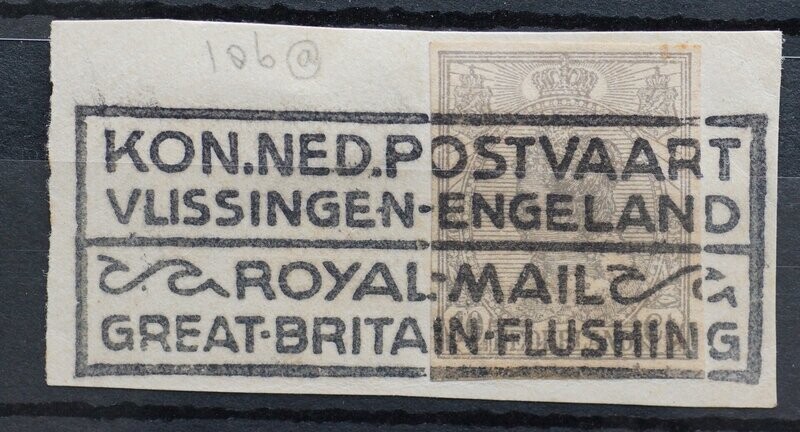 106 @
KON.NED.POSTVAART
VLISSINGEN-ENGELAND
ROYAL-MAIL
GREAT-BRITAIN-FLUSHING